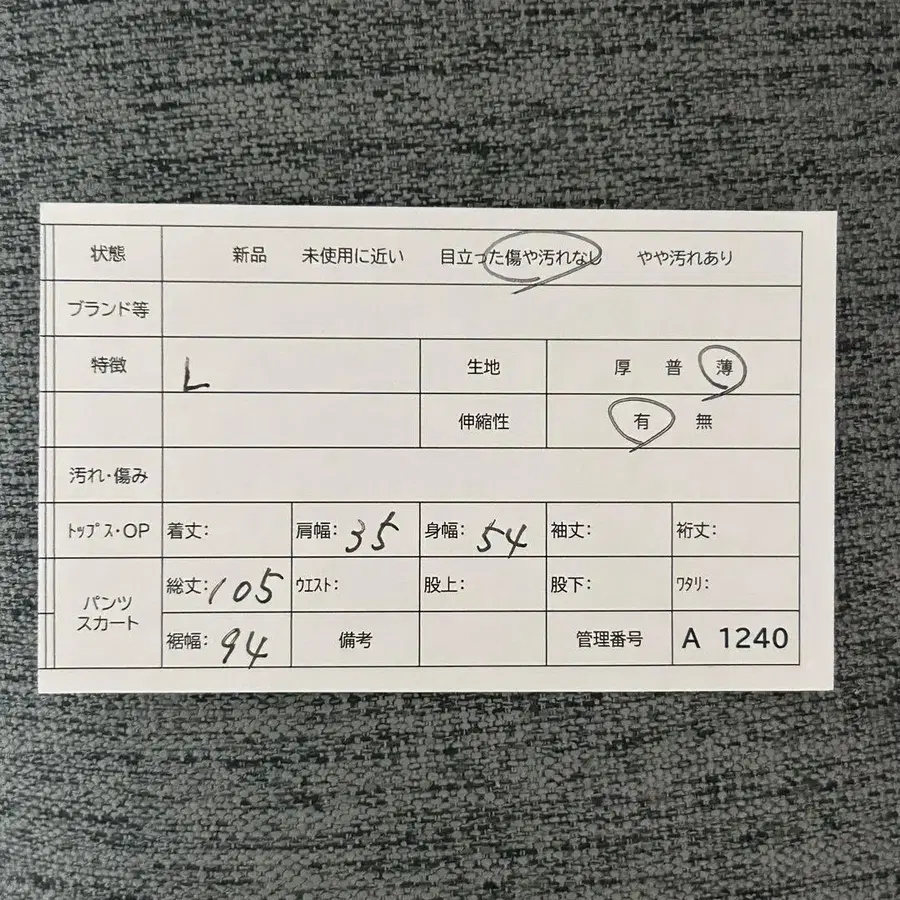 状態 新品 未使用に近い 目立った傷や汚れなし やや汚れあり
ブランド等
特徴 L 生地 厚 普 薄
伸縮性 有 無
汚れ・傷み
トップス・OP 着丈: 肩幅: 35 身幅: 54 袖丈: 裄丈:
パンツ スカート 総丈: 105 ウエスト: 股上: 股下: ワタリ:
裾幅: 94 備考 管理番号 A 1240